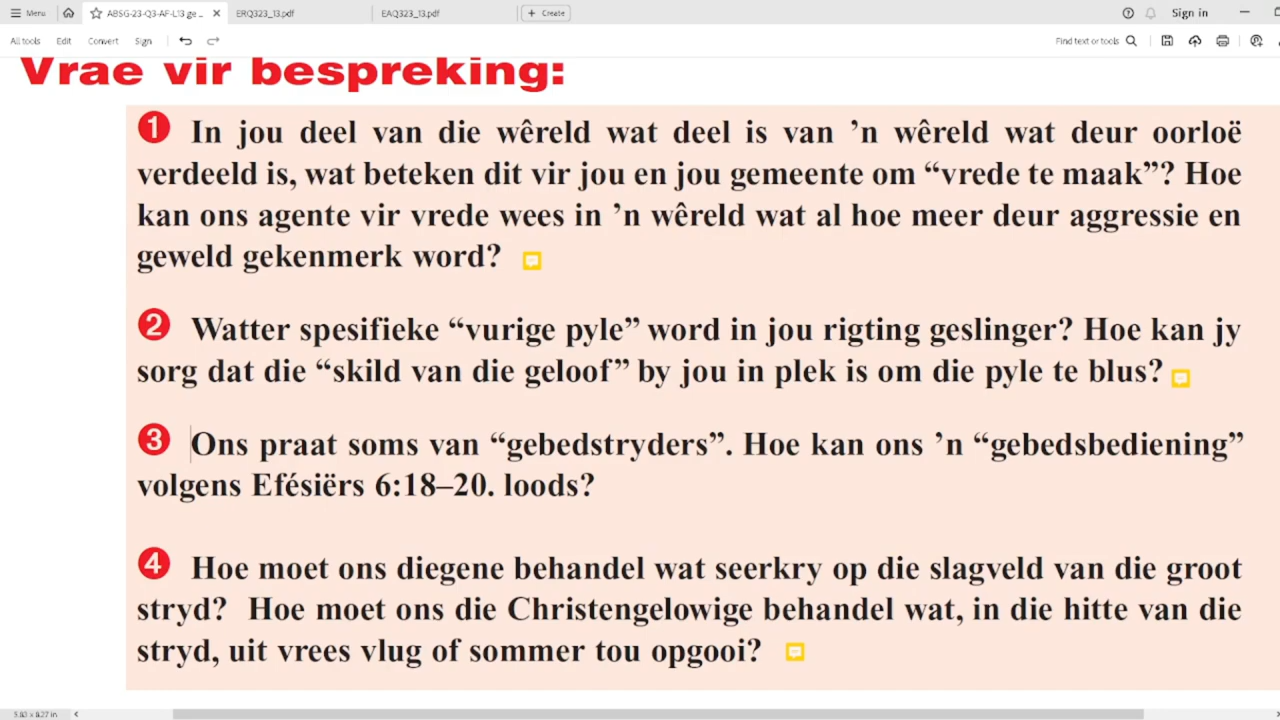 Menu
ABSG-23-Q3-AF-L13 ge ...
ERQ323_13.pdf
EAQ323_13.pdf
+ Create
Sign in
All tools Edit Convert Sign
Find text or tools
Vrae vir bespreking:
1 In jou deel van die wêreld wat deel is van ’n wêreld wat deur oorloë
verdeeld is, wat beteken dit vir jou en jou gemeente om “vrede te maak”? Hoe
kan ons agente vir vrede wees in ’n wêreld wat al hoe meer deur aggressie en
geweld gekenmerk word?
2 Watter spesifieke “vurige pyle” word in jou rigting geslinger? Hoe kan jy
sorg dat die “skild van die geloof” by jou in plek is om die pyle te blus?
3 Ons praat soms van “gebedstryders”. Hoe kan ons ’n “gebedsbediening”
volgens Efésiërs 6:18–20. loods?
4 Hoe moet ons diegene behandel wat seerkry op die slagveld van die groot
stryd? Hoe moet ons die Christengelowige behandel wat, in die hitte van die
stryd, uit vrees vlug of sommer tou opgooi?